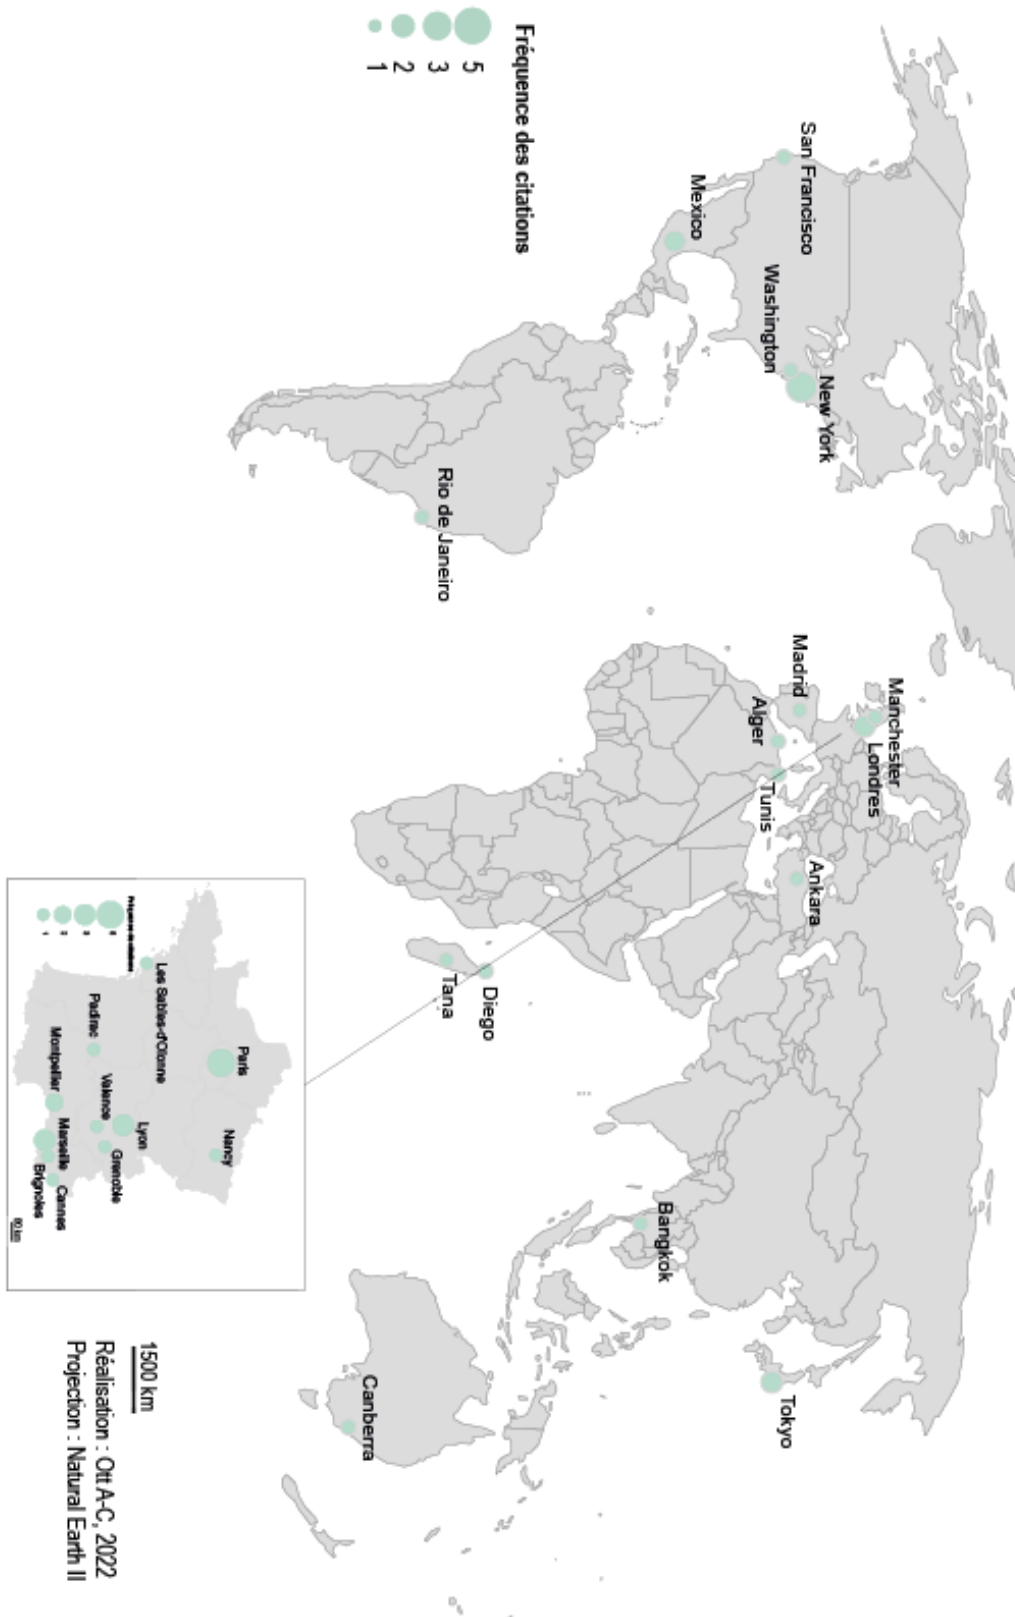 San Francisco
Mexico
Washington
New York
Rio de Janeiro
Manchester
Londres
Madrid
Alger
Tunis
Ankara
Tana
Diego
Bangkok
Tokyo
Canberra
Fréquence des citations
5
3
2
1
Paris
Nancy
Les Sables-d'Olonne
Lyon
Grenoble
Valence
Padirac
Montpellier
Marseille
Cannes
Brignoles
1500 km
Réalisation : Ott A-C, 2022
Projection : Natural Earth II